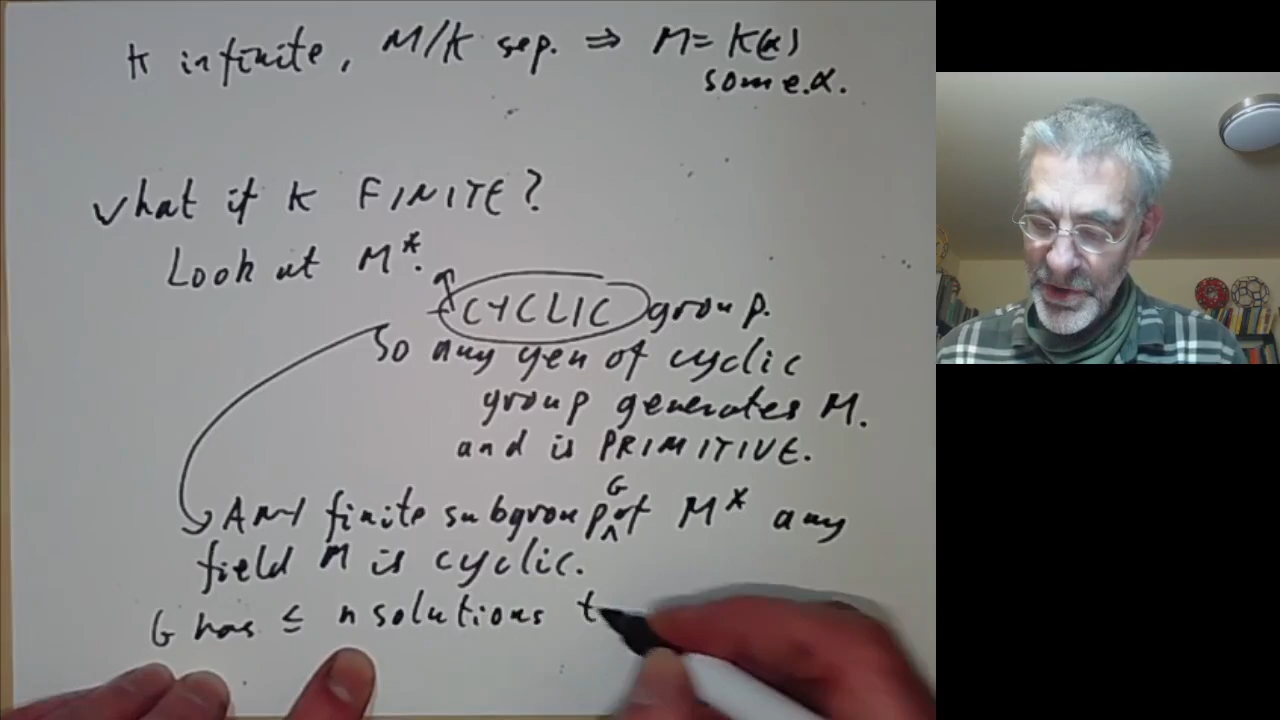 K infinite, M/K sep. ⇒ M = K(α)
some α.
What if K FINITE?
Look at M*.
CYCLIC group.
So any gen of cyclic
group generates M.
and is PRIMITIVE.
Any finite subgroup G of M* any
field M is cyclic.
G has ≤ n solutions t